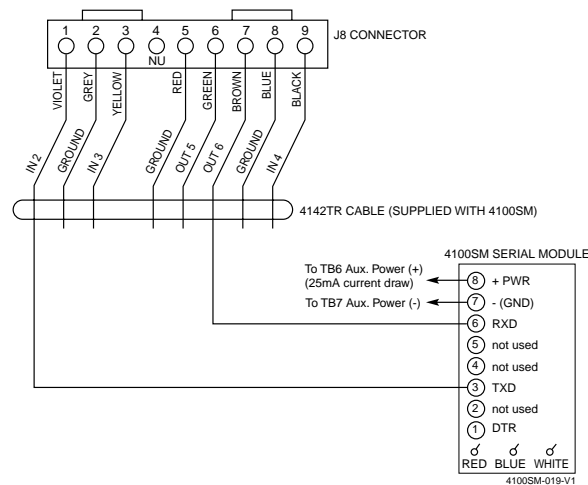 1 2 3 4 5 6 7 8 9
J8 CONNECTOR
NU
VIOLET GREY YELLOW RED GREEN BROWN BLUE BLACK
IN 2 GROUND IN 3 GROUND OUT 5 OUT 6 GROUND IN 4
4142TR CABLE (SUPPLIED WITH 4100SM)
4100SM SERIAL MODULE
To TB6 Aux. Power (+)
(25mA current draw)
8 + PWR
To TB7 Aux. Power (-)
7 - (GND)
6 RXD
5 not used
4 not used
3 TXD
2 not used
1 DTR
RED BLUE WHITE
4100SM-019-V1